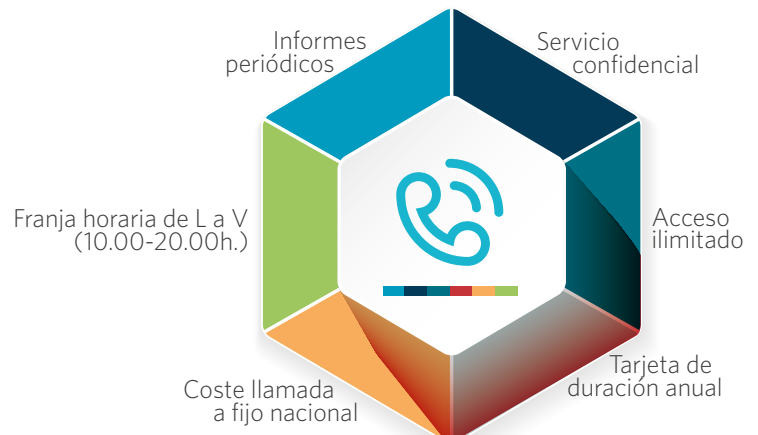 Informes
periódicos
Servicio
confidencial
Franja horaria de L a V
(10.00-20.00h.)
Acceso
ilimitado
Coste llamada
a fijo nacional
Tarjeta de
duración anual